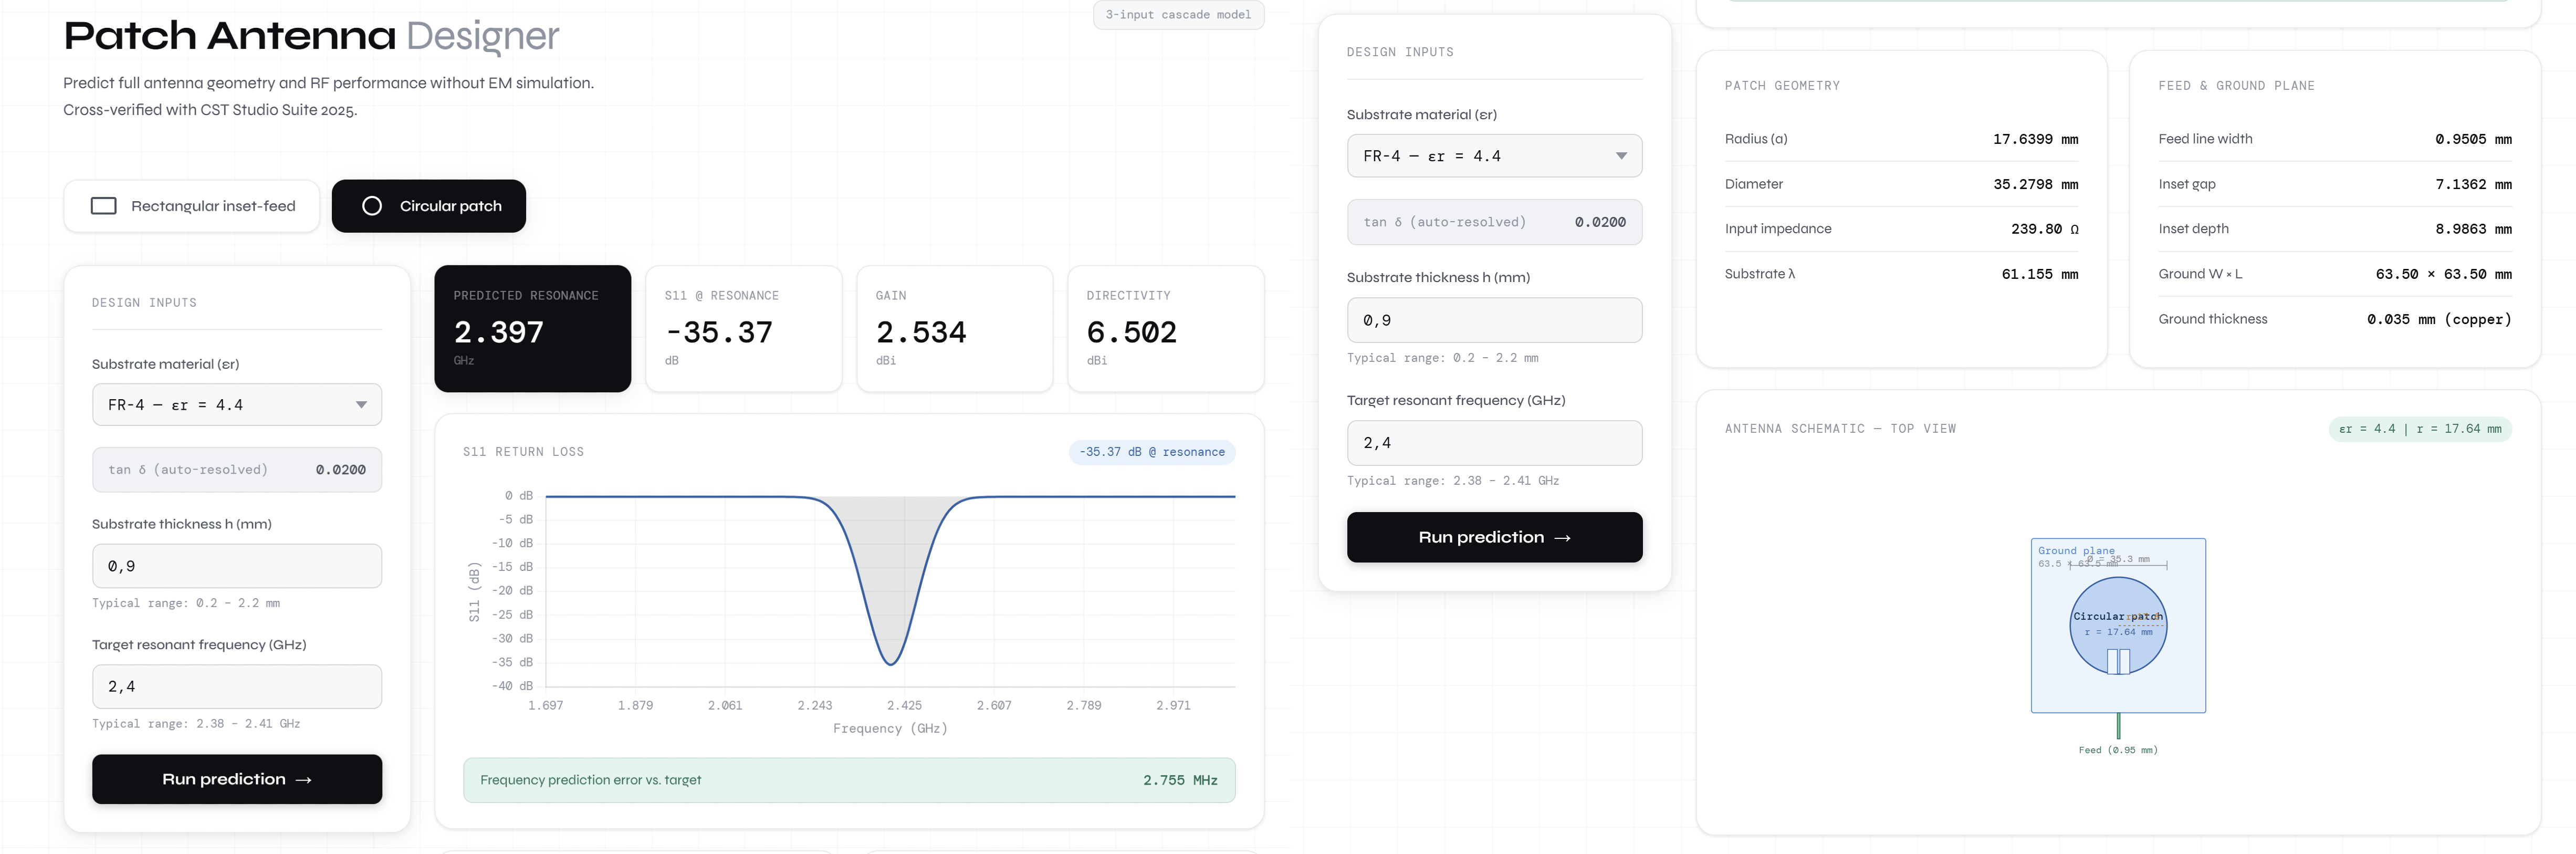 Patch Antenna Designer
3-input cascade model
Predict full antenna geometry and RF performance without EM simulation.
Cross-verified with CST Studio Suite 2025.
Rectangular inset-feed
Circular patch
DESIGN INPUTS
Substrate material (εr)
FR-4 — εr = 4.4
tan δ (auto-resolved) 0.0200
Substrate thickness h (mm)
0,9
Typical range: 0.2 – 2.2 mm
Target resonant frequency (GHz)
2,4
Typical range: 2.38 – 2.41 GHz
Run prediction →
PREDICTED RESONANCE
2.397
GHz
S11 @ RESONANCE
-35.37
dB
GAIN
2.534
dBi
DIRECTIVITY
6.502
dBi
S11 RETURN LOSS
-35.37 dB @ resonance
S11 (dB)
0 dB
-5 dB
-10 dB
-15 dB
-20 dB
-25 dB
-30 dB
-35 dB
-40 dB
1.697 1.879 2.061 2.243 2.425 2.607 2.789 2.971
Frequency (GHz)
Frequency prediction error vs. target 2.755 MHz
DESIGN INPUTS
Substrate material (εr)
FR-4 — εr = 4.4
tan δ (auto-resolved) 0.0200
Substrate thickness h (mm)
0,9
Typical range: 0.2 – 2.2 mm
Target resonant frequency (GHz)
2,4
Typical range: 2.38 – 2.41 GHz
Run prediction →
PATCH GEOMETRY
Radius (a) 17.6399 mm
Diameter 35.2798 mm
Input impedance 239.80 Ω
Substrate λ 61.155 mm
FEED & GROUND PLANE
Feed line width 0.9505 mm
Inset gap 7.1362 mm
Inset depth 8.9863 mm
Ground W × L 63.50 × 63.50 mm
Ground thickness 0.035 mm (copper)
ANTENNA SCHEMATIC — TOP VIEW
εr = 4.4 | r = 17.64 mm
Ground plane
Ø = 35.3 mm
63.5 × 63.5 mm
Circular patch
r = 17.64 mm
Feed (0.95 mm)